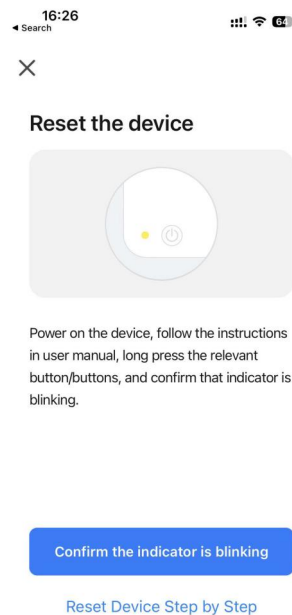 16:26
◀ Search
64
Reset the device
Power on the device, follow the instructions
in user manual, long press the relevant
button/buttons, and confirm that indicator is
blinking.
Confirm the indicator is blinking
Reset Device Step by Step